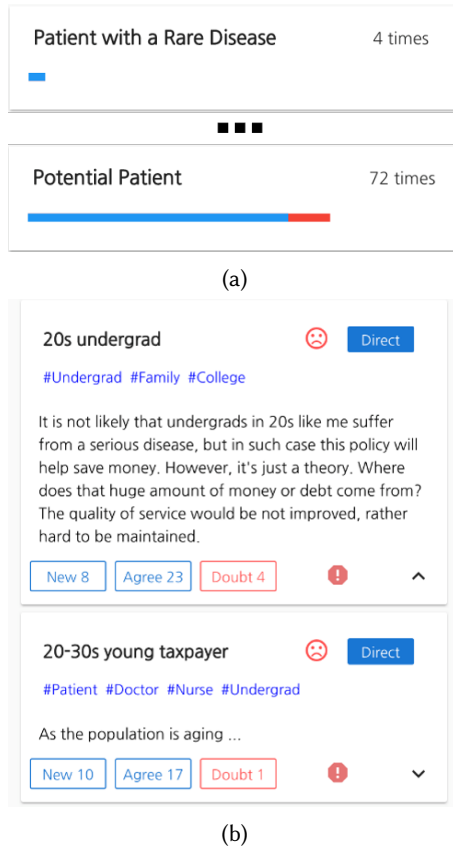 Patient with a Rare Disease 4 times
Potential Patient 72 times
(a)
20s undergrad Direct
#Undergrad #Family #College
It is not likely that undergrads in 20s like me suffer
from a serious disease, but in such case this policy will
help save money. However, it's just a theory. Where
does that huge amount of money or debt come from?
The quality of service would be not improved, rather
hard to be maintained.
New 8 Agree 23 Doubt 4
20-30s young taxpayer Direct
#Patient #Doctor #Nurse #Undergrad
As the population is aging ...
New 10 Agree 17 Doubt 1
(b)